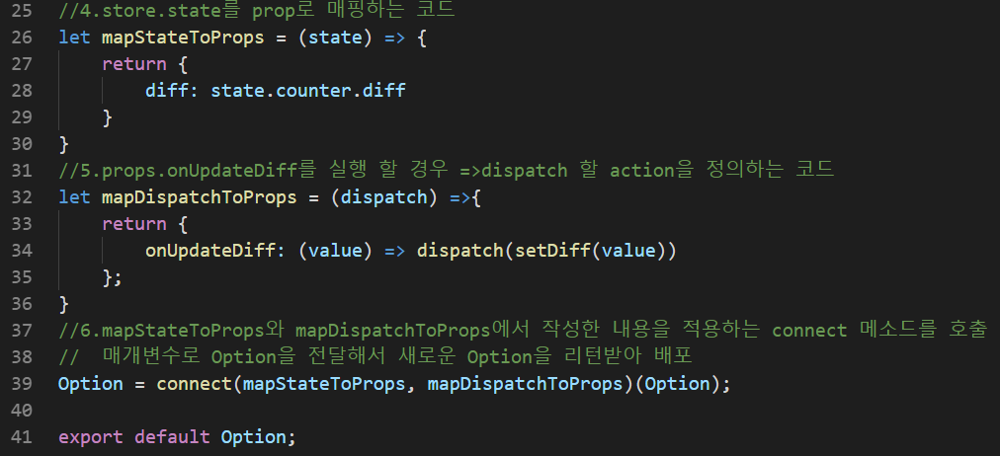 25 //4.store.state를 prop로 매핑하는 코드
26 let mapStateToProps = (state) => {
27     return {
28         diff: state.counter.diff
29     }
30 }
31 //5.props.onUpdateDiff를 실행 할 경우 =>dispatch 할 action을 정의하는 코드
32 let mapDispatchToProps = (dispatch) =>{
33     return {
34         onUpdateDiff: (value) => dispatch(setDiff(value))
35     };
36 }
37 //6.mapStateToProps와 mapDispatchToProps에서 작성한 내용을 적용하는 connect 메소드를 호출
38 //  매개변수로 Option을 전달해서 새로운 Option을 리턴받아 배포
39 Option = connect(mapStateToProps, mapDispatchToProps)(Option);
40
41 export default Option;